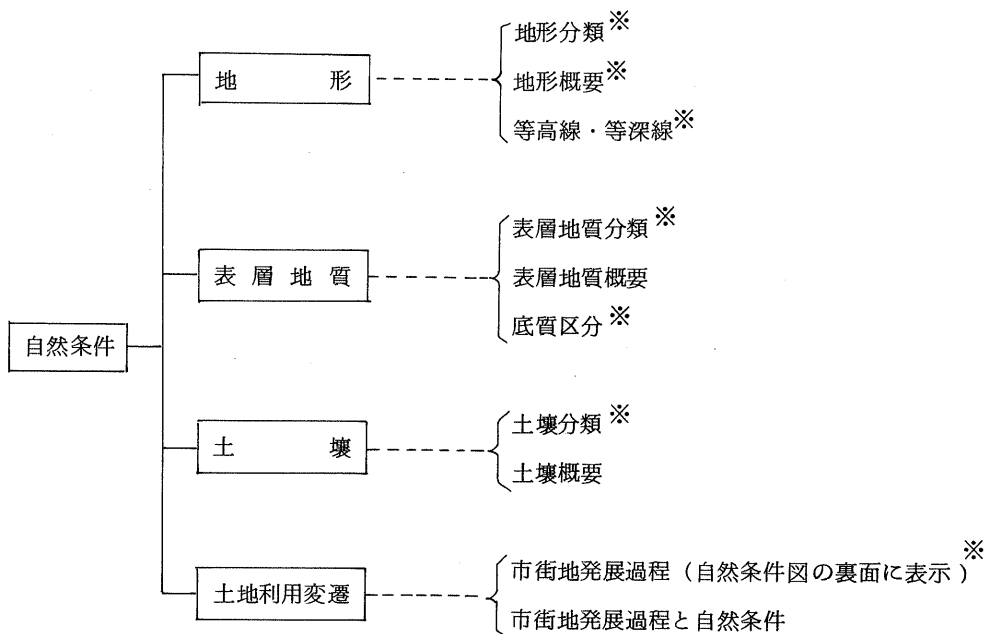 自然条件
地形
地形分類※
地形概要※
等高線・等深線※
表層地質
表層地質分類※
表層地質概要
底質区分※
土壌
土壌分類※
土壌概要
土地利用変遷
市街地発展過程（自然条件図の裏面に表示）※
市街地発展過程と自然条件